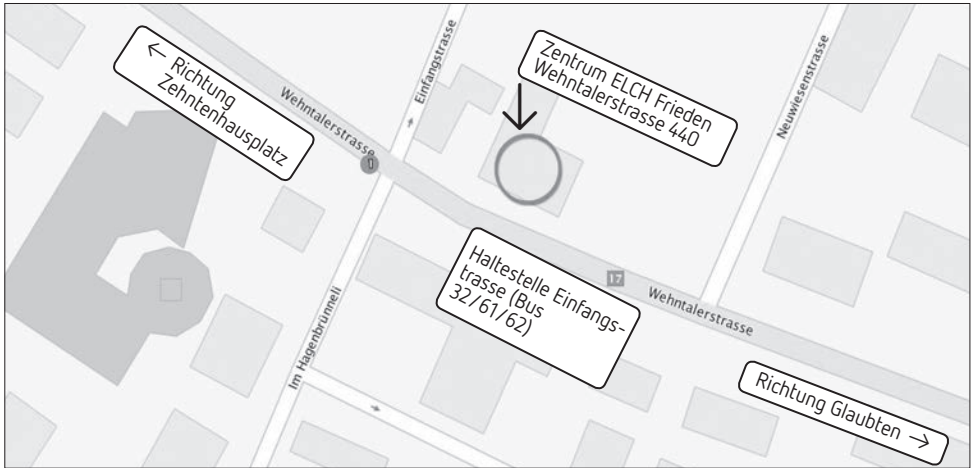 ← Richtung
Zehntenhausplatz
Wehntalerstrasse
1
Einfangstrasse
Zentrum ELCH Frieden
Wehntalerstrasse 440
Neuwiesenstrasse
Haltestelle Einfangs-
trasse (Bus
32/61/62)
17
Wehntalerstrasse
Im Hagenbrünneli
Richtung Glaubten →